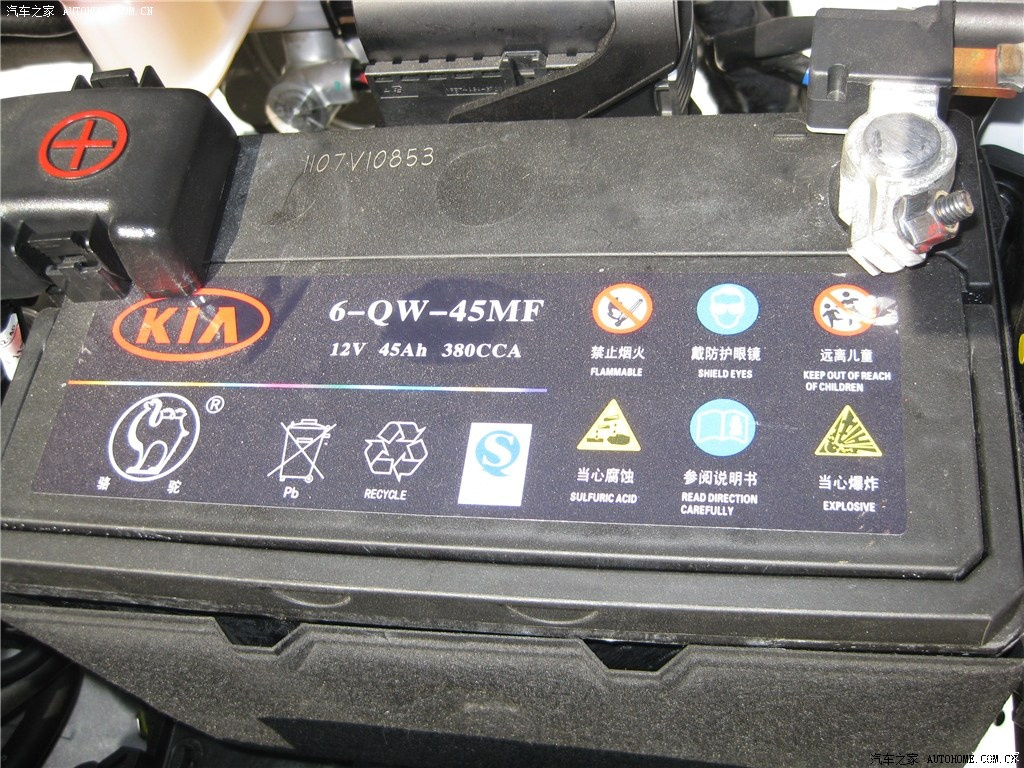 汽车之家 AUTOHOME.COM.CN
1107V10853
KIA
6-QW-45MF
12V 45Ah 380CCA
禁止烟火
FLAMMABLE
戴防护眼镜
SHIELD EYES
远离儿童
KEEP OUT OF REACH
OF CHILDREN
®
骆驼
Pb
RECYCLE
S
当心腐蚀
SULFURIC ACID
参阅说明书
READ DIRECTION
CAREFULLY
当心爆炸
EXPLOSIVE
汽车之家 AUTOHOME.COM.CN